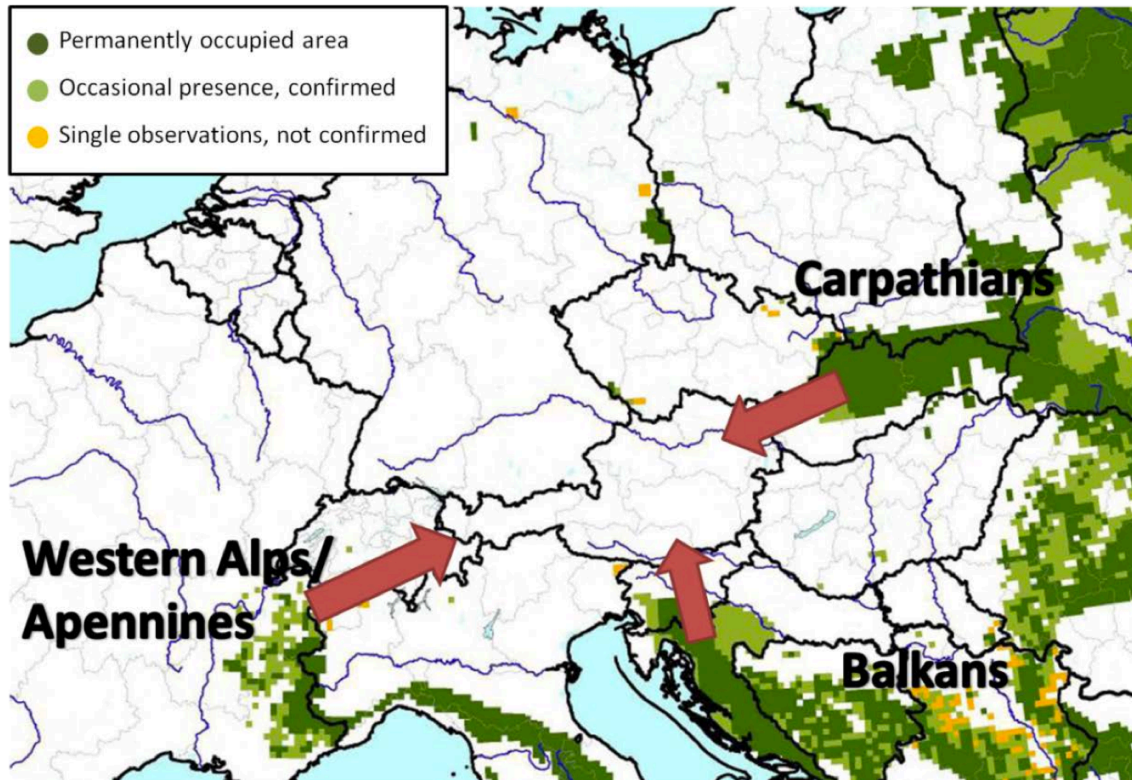 Permanently occupied area
Occasional presence, confirmed
Single observations, not confirmed
Carpathians
Western Alps/
Apennines
Balkans